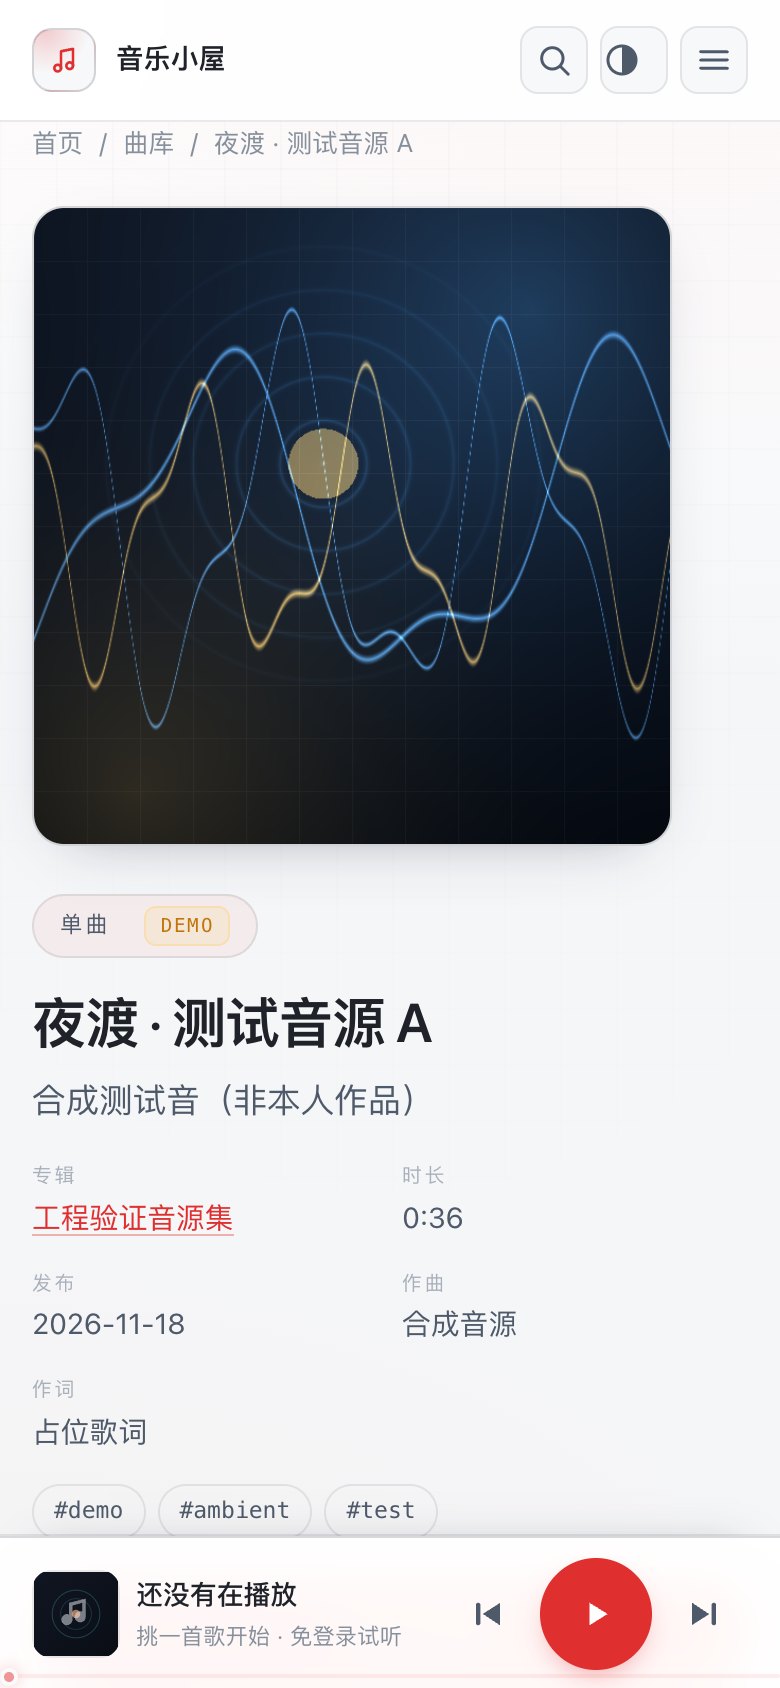 音乐小屋
首页 / 曲库 / 夜渡 · 测试音源 A
单曲 DEMO
夜渡 · 测试音源 A
合成测试音（非本人作品）
专辑 时长
工程验证音源集 0:36
发布 作曲
2026-11-18 合成音源
作词
占位歌词
#demo #ambient #test
还没有在播放
挑一首歌开始 · 免登录试听